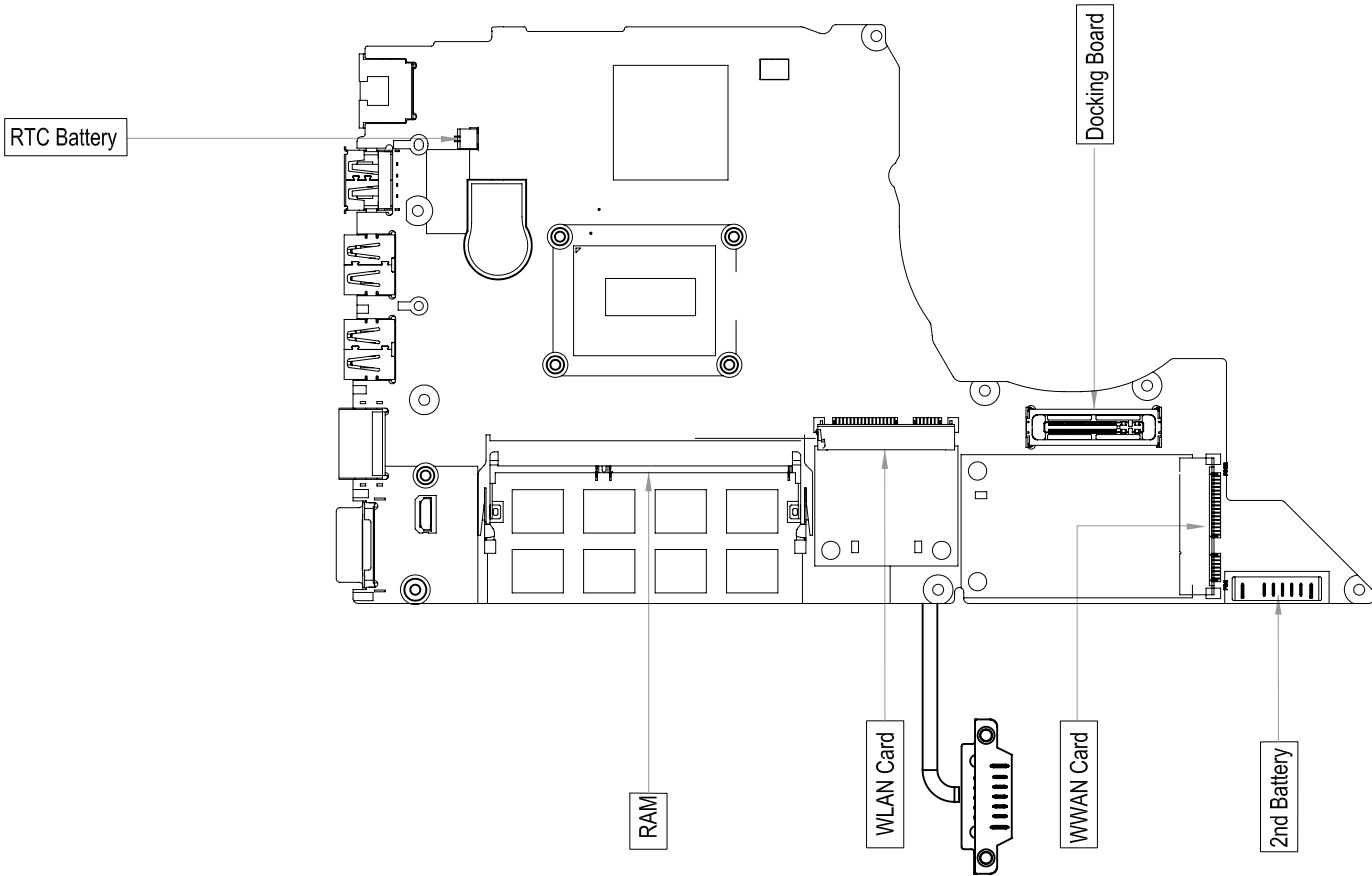 Docking Board
RTC Battery
RAM
WLAN Card
WWAN Card
2nd Battery